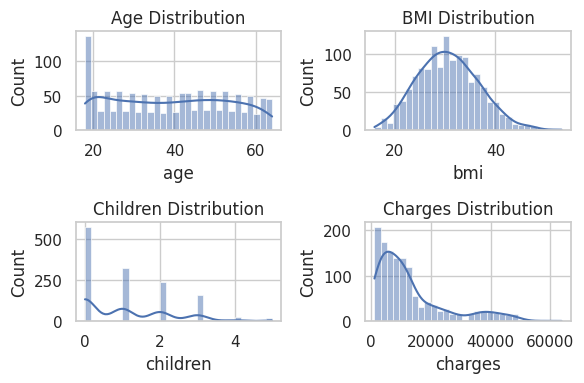 Age Distribution
Count
100
50
0
20
40
60
age
BMI Distribution
Count
100
50
0
20
40
bmi
Children Distribution
Count
500
250
0
0
2
4
children
Charges Distribution
Count
200
100
0
0
20000
40000
60000
charges